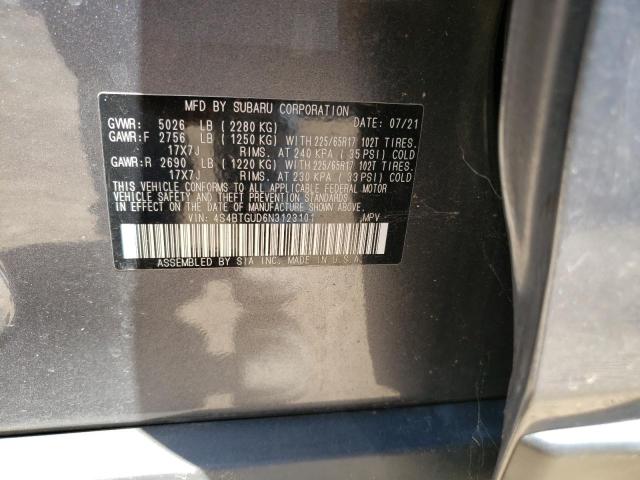 MFD BY SUBARU CORPORATION
GVWR: 5026 LB ( 2280 KG) DATE: 07/21
GAWR:F 2756 LB ( 1250 KG) WITH 225/65R17 102T TIRES.
17X7J RIMS. AT 240 KPA ( 35 PSI) COLD
GAWR:R 2690 LB ( 1220 KG) WITH 225/65R17 102T TIRES.
17X7J RIMS. AT 230 KPA ( 33 PSI) COLD
THIS VEHICLE CONFORMS TO ALL APPLICABLE FEDERAL MOTOR
VEHICLE SAFETY AND THEFT PREVENTION STANDARDS
IN EFFECT ON THE DATE OF MANUFACTURE SHOWN ABOVE.
VIN: 4S4BTGUD6N3123101 MPV
ASSEMBLED BY SIA INC. MADE IN U.S.A.